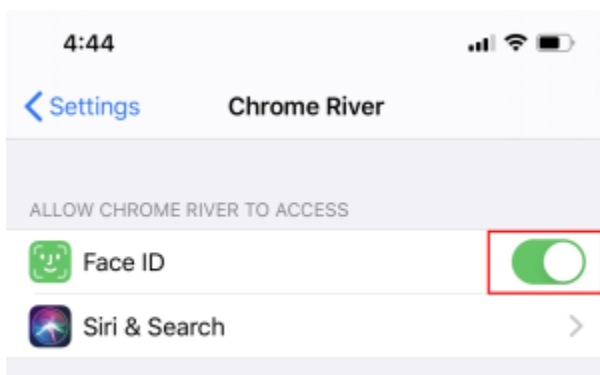 4:44
Settings
Chrome River
ALLOW CHROME RIVER TO ACCESS
Face ID
Siri & Search